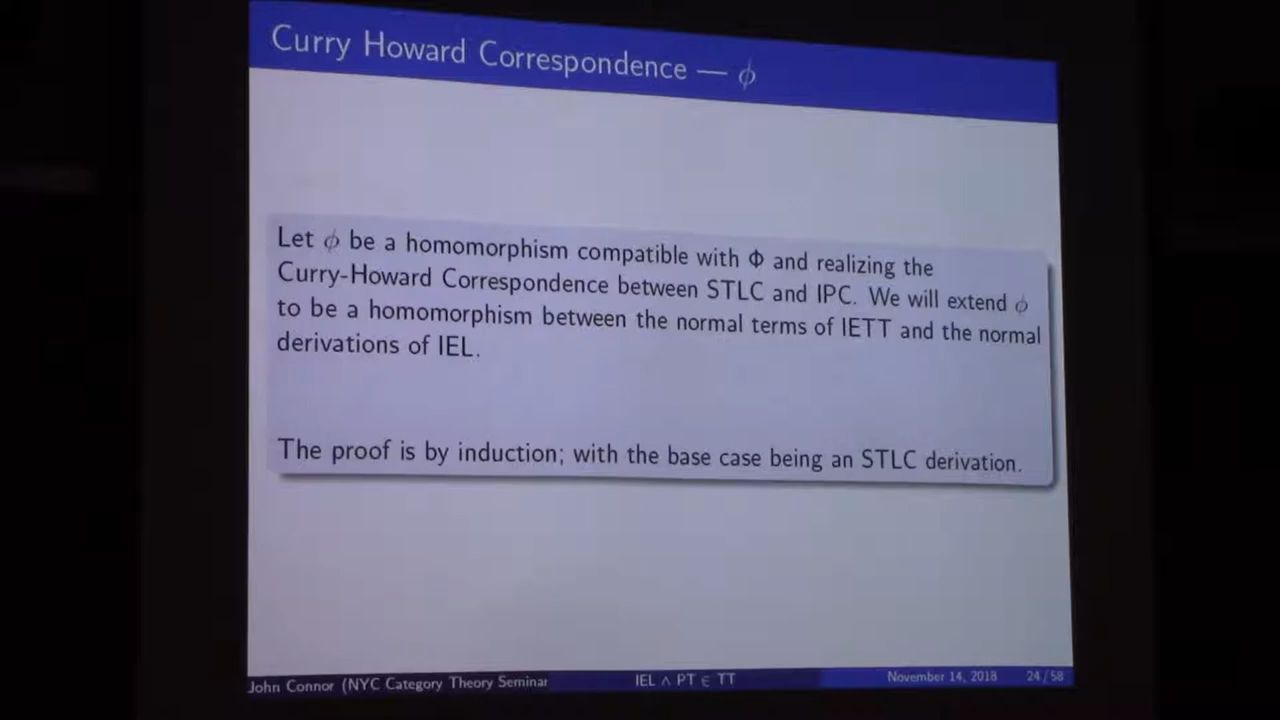 Curry Howard Correspondence — ϕ
Let ϕ be a homomorphism compatible with Φ and realizing the
Curry-Howard Correspondence between STLC and IPC. We will extend ϕ
to be a homomorphism between the normal terms of IETT and the normal
derivations of IEL.
The proof is by induction; with the base case being an STLC derivation.
John Connor (NYC Category Theory Seminar IEL ∧ PT ∈ TT November 14, 2018 24 / 58